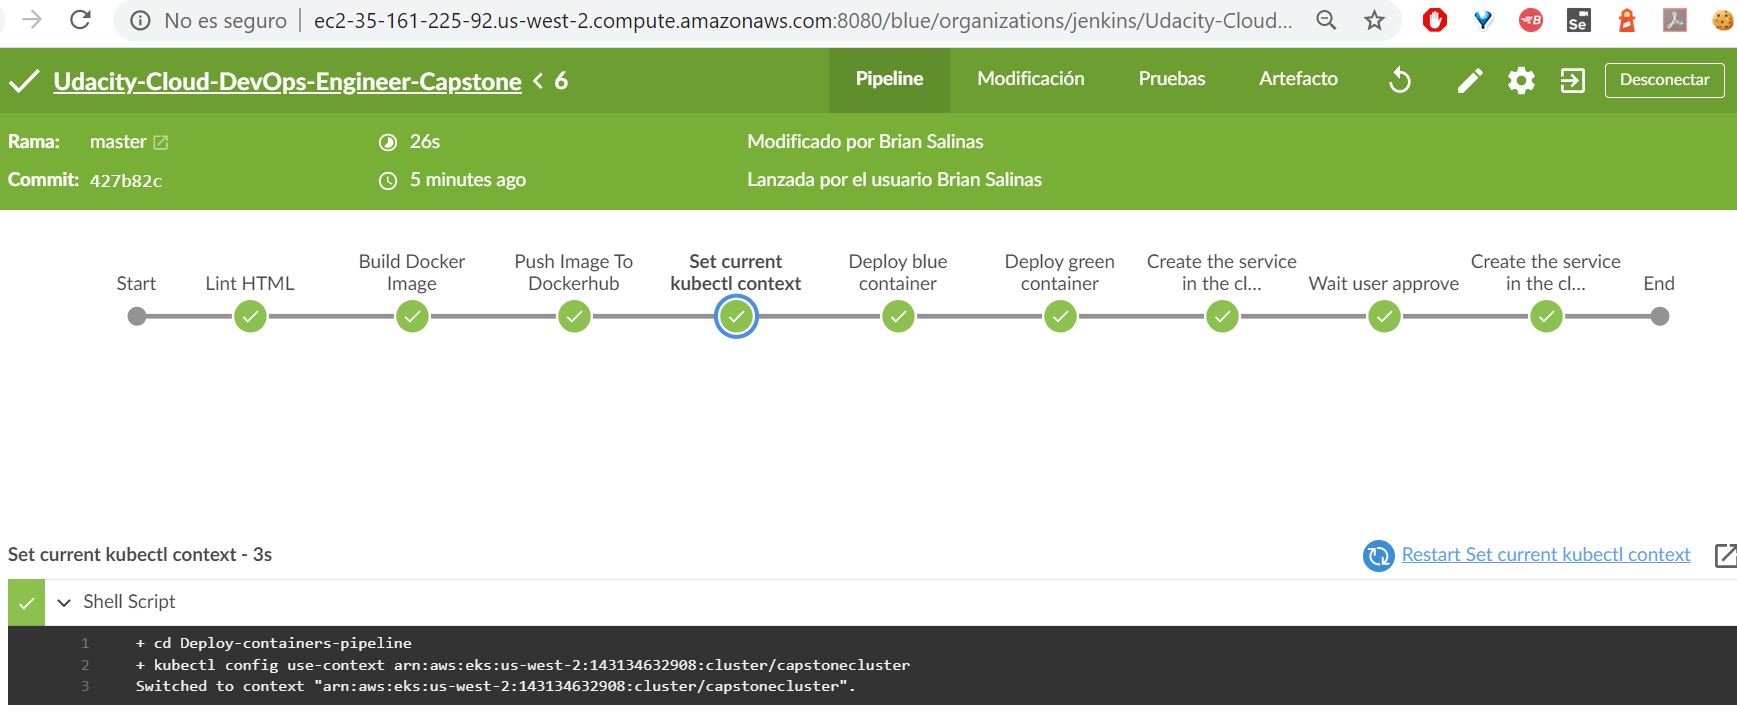 No es seguro | ec2-35-161-225-92.us-west-2.compute.amazonaws.com:8080/blue/organizations/jenkins/Udacity-Cloud...
Udacity-Cloud-DevOps-Engineer-Capstone < 6
Pipeline Modificación Pruebas Artefacto Desconectar
Rama: master 26s Modificado por Brian Salinas
Commit: 427b82c 5 minutes ago Lanzada por el usuario Brian Salinas
Start
Lint HTML
Build Docker
Image
Push Image To
Dockerhub
Set current
kubectl context
Deploy blue
container
Deploy green
container
Create the service
in the cl...
Wait user approve
Create the service
in the cl...
End
Set current kubectl context - 3s
Restart Set current kubectl context
Shell Script
1 + cd Deploy-containers-pipeline
2 + kubectl config use-context arn:aws:eks:us-west-2:143134632908:cluster/capstonecluster
3 Switched to context "arn:aws:eks:us-west-2:143134632908:cluster/capstonecluster".
B
Se